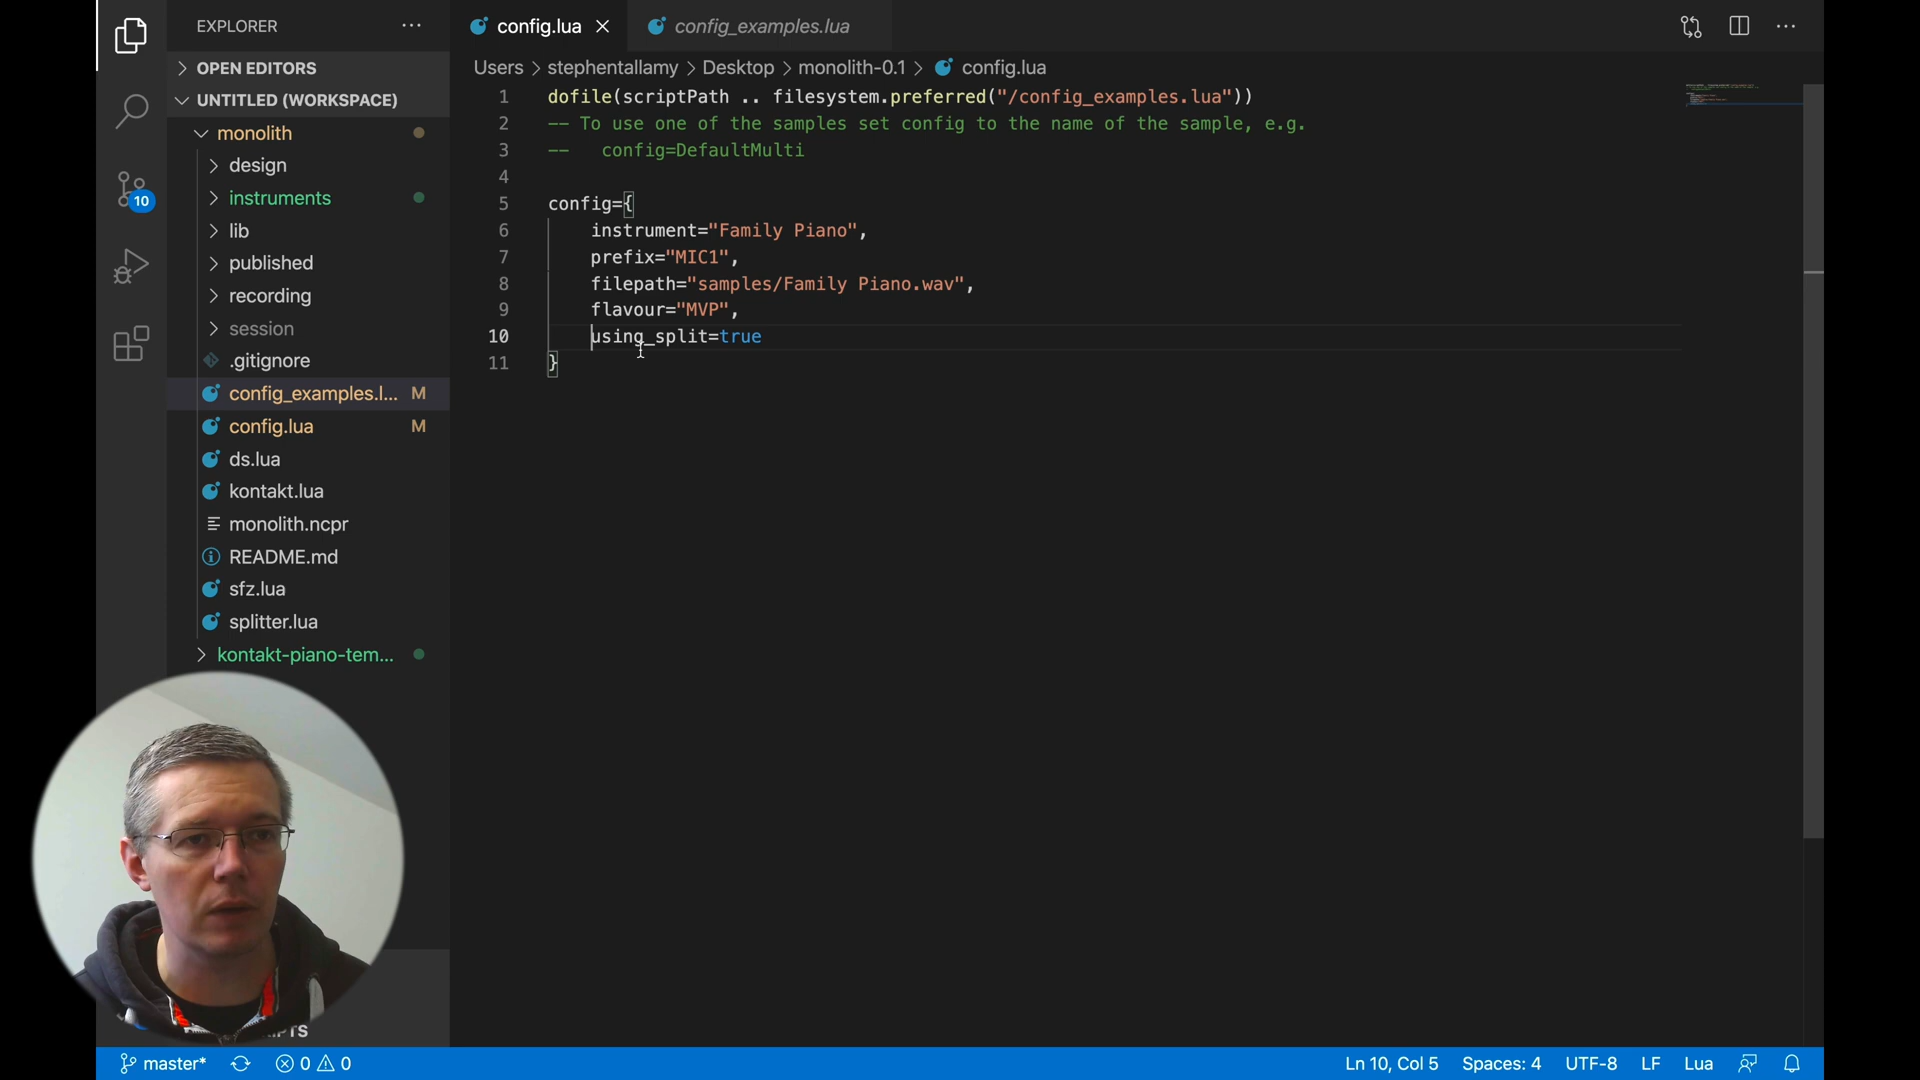 EXPLORER
config.lua
config_examples.lua
OPEN EDITORS
Users > stephentallamy > Desktop > monolith-0.1 > config.lua
UNTITLED (WORKSPACE)
monolith
design
instruments
lib
published
recording
session
.gitignore
config_examples.l... M
config.lua M
ds.lua
kontakt.lua
monolith.ncpr
README.md
sfz.lua
splitter.lua
kontakt-piano-tem...
10
1 dofile(scriptPath .. filesystem.preferred("/config_examples.lua"))
2 -- To use one of the samples set config to the name of the sample, e.g.
3 --   config=DefaultMulti
4
5 config={
6     instrument="Family Piano",
7     prefix="MIC1",
8     filepath="samples/Family Piano.wav",
9     flavour="MVP",
10     using_split=true
11 }
master* 0 0 Ln 10, Col 5 Spaces: 4 UTF-8 LF Lua